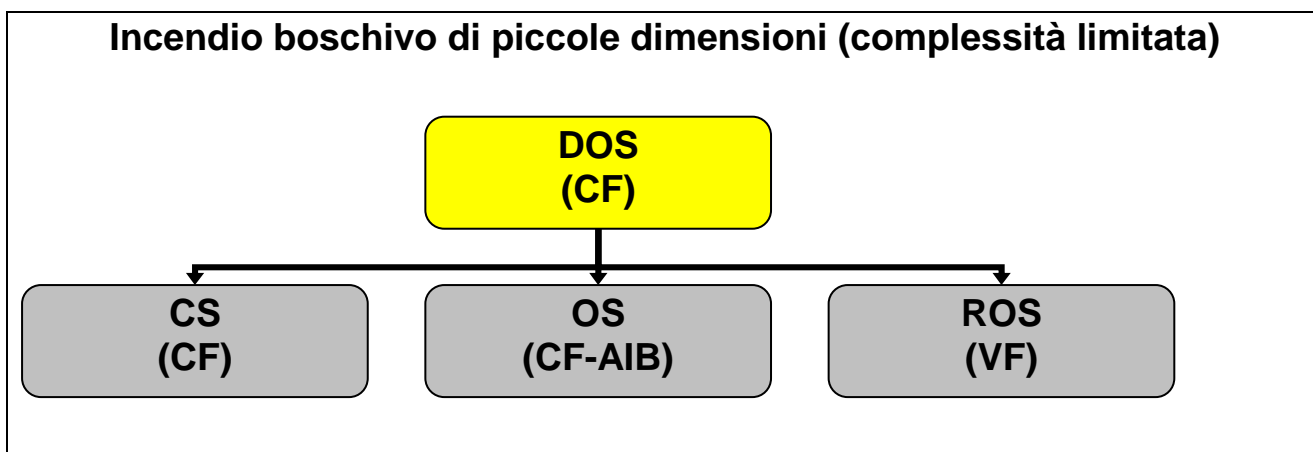 Incendio boschivo di piccole dimensioni (complessità limitata)
DOS
(CF)
CS
(CF)
OS
(CF-AIB)
ROS
(VF)